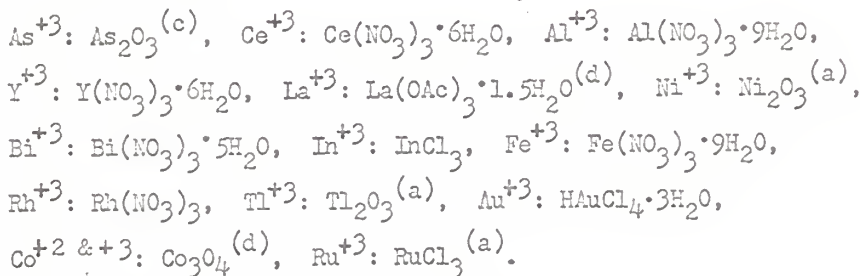 As⁺³: As₂O₃⁽ᶜ⁾, Ce⁺³: Ce(NO₃)₃·6H₂O, Al⁺³: Al(NO₃)₃·9H₂O,
Y⁺³: Y(NO₃)₃·6H₂O, La⁺³: La(OAc)₃·1.5H₂O⁽ᵈ⁾, Ni⁺³: Ni₂O₃⁽ᵃ⁾,
Bi⁺³: Bi(NO₃)₃·5H₂O, In⁺³: InCl₃, Fe⁺³: Fe(NO₃)₃·9H₂O,
Rh⁺³: Rh(NO₃)₃, Tl⁺³: Tl₂O₃⁽ᵃ⁾, Au⁺³: HAuCl₄·3H₂O,
Co⁺² & ⁺³: Co₃O₄⁽ᵈ⁾, Ru⁺³: RuCl₃⁽ᵃ⁾.